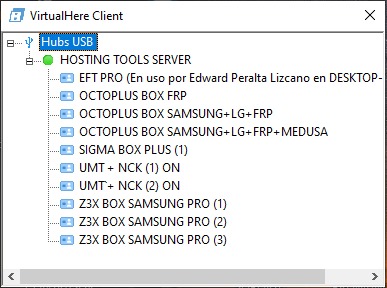 VirtualHere Client
Hubs USB
HOSTING TOOLS SERVER
EFT PRO (En uso por Edward Peralta Lizcano en DESKTOP-
OCTOPLUS BOX FRP
OCTOPLUS BOX SAMSUNG+LG+FRP
OCTOPLUS BOX SAMSUNG+LG+FRP+MEDUSA
SIGMA BOX PLUS (1)
UMT + NCK (1) ON
UMT + NCK (2) ON
Z3X BOX SAMSUNG PRO (1)
Z3X BOX SAMSUNG PRO (2)
Z3X BOX SAMSUNG PRO (3)